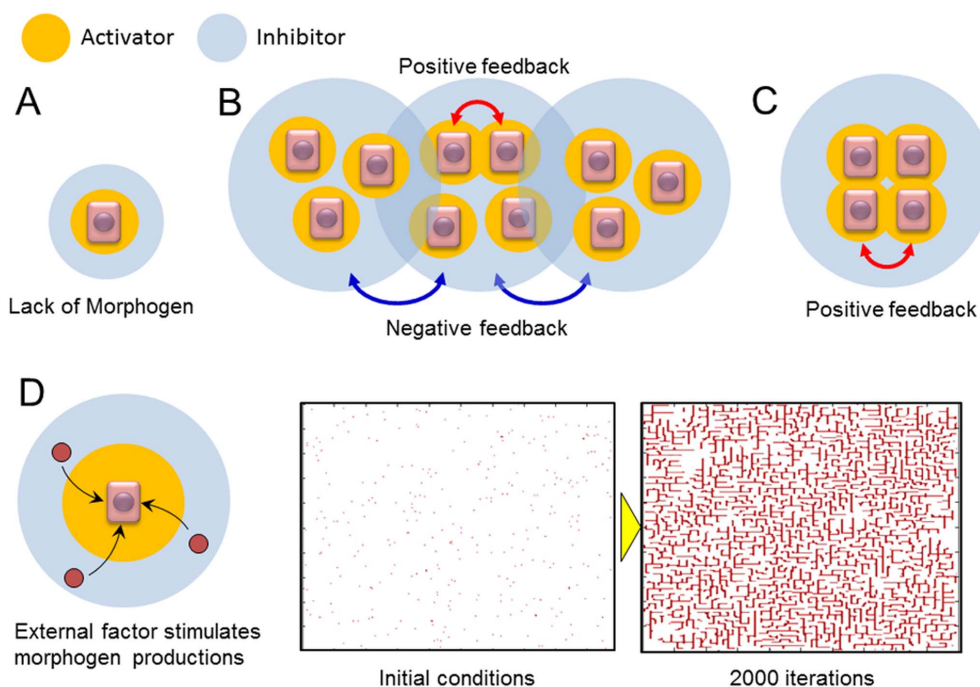 Activator
Inhibitor
A
Lack of Morphogen
B
Positive feedback
Negative feedback
C
Positive feedback
D
External factor stimulates
morphogen productions
Initial conditions
2000 iterations